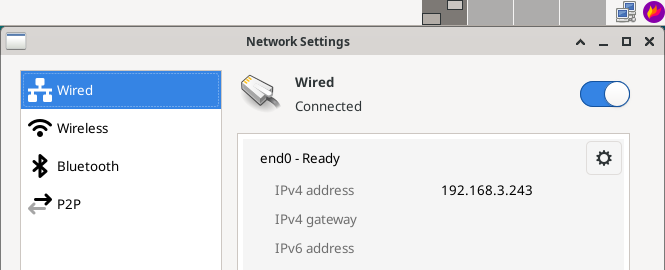 Network Settings
Wired
Wireless
Bluetooth
P2P
Wired
Connected
end0 - Ready
IPv4 address 192.168.3.243
IPv4 gateway
IPv6 address